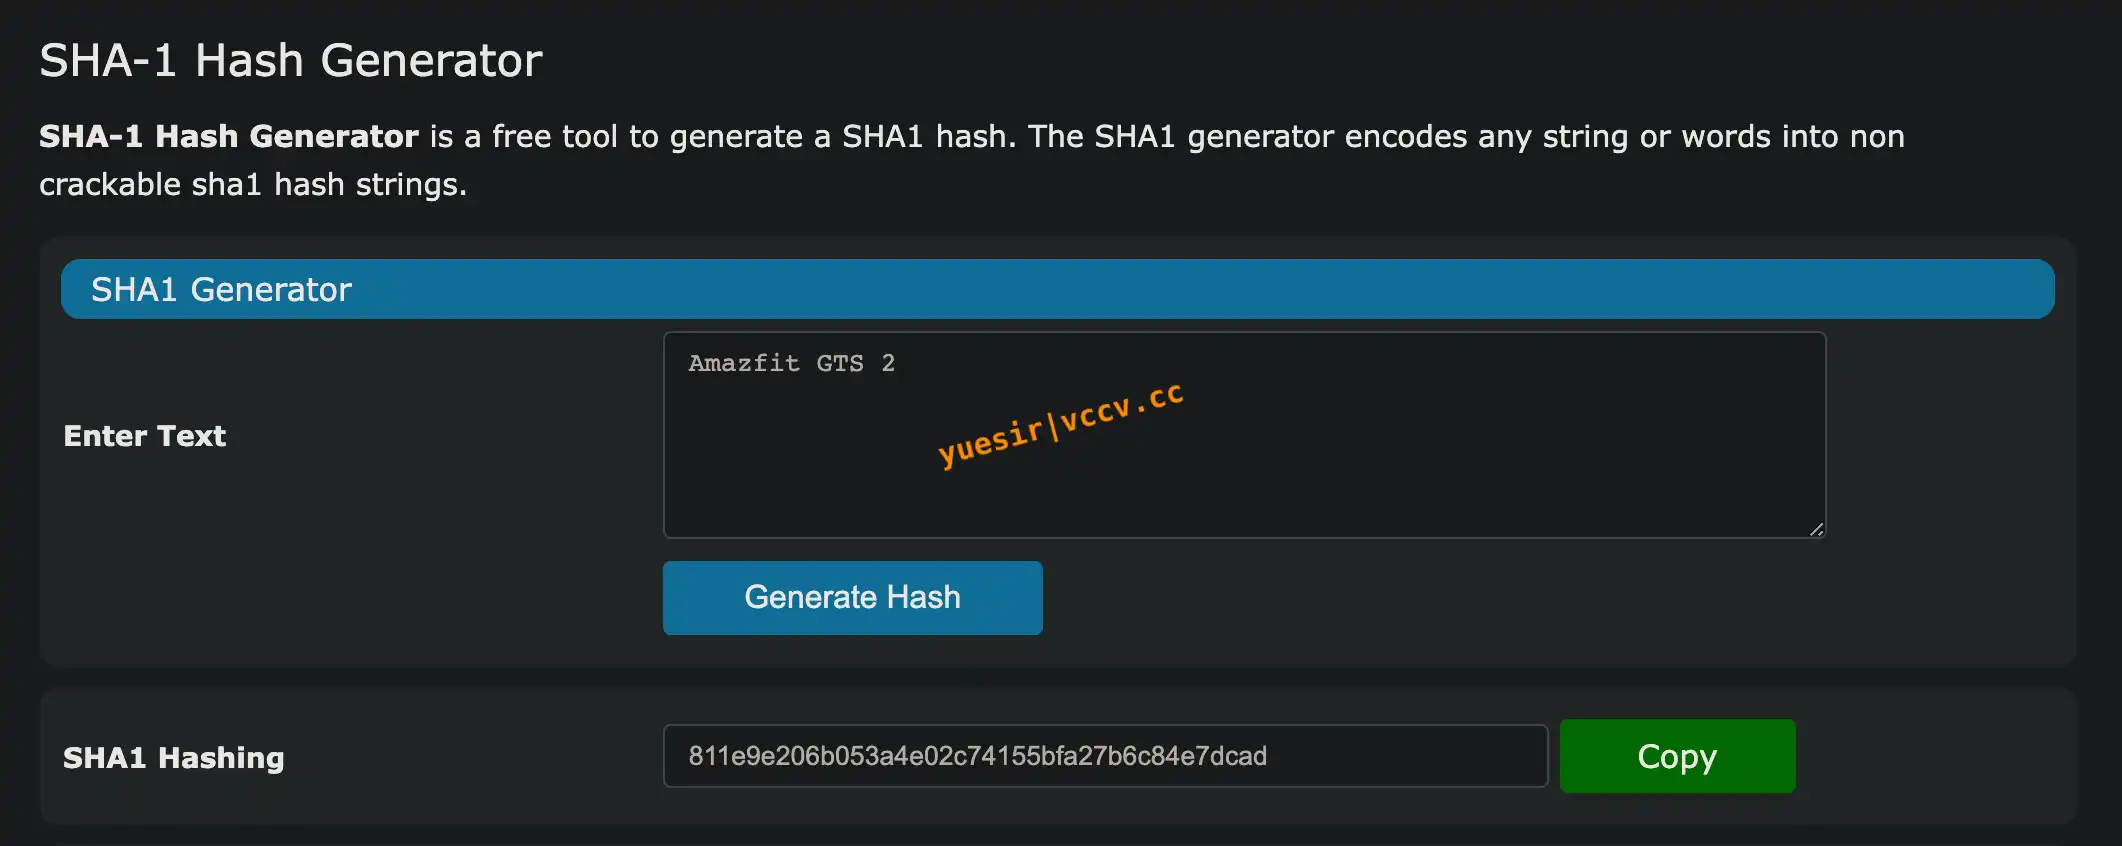 SHA-1 Hash Generator
SHA-1 Hash Generator is a free tool to generate a SHA1 hash. The SHA1 generator encodes any string or words into non
crackable sha1 hash strings.
SHA1 Generator
Enter Text
Amazfit GTS 2
yuesir|vccv.cc
Generate Hash
SHA1 Hashing
811e9e206b053a4e02c74155bfa27b6c84e7dcad
Copy